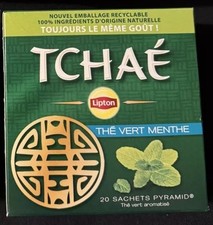 NOUVEL EMBALLAGE RECYCLABLE
100% INGRÉDIENTS D'ORIGINE NATURELLE
TOUJOURS LE MÊME GOÛT !
TCHAÉ
Lipton
THÉ VERT MENTHE
20 SACHETS PYRAMID®
Thé vert aromatisé